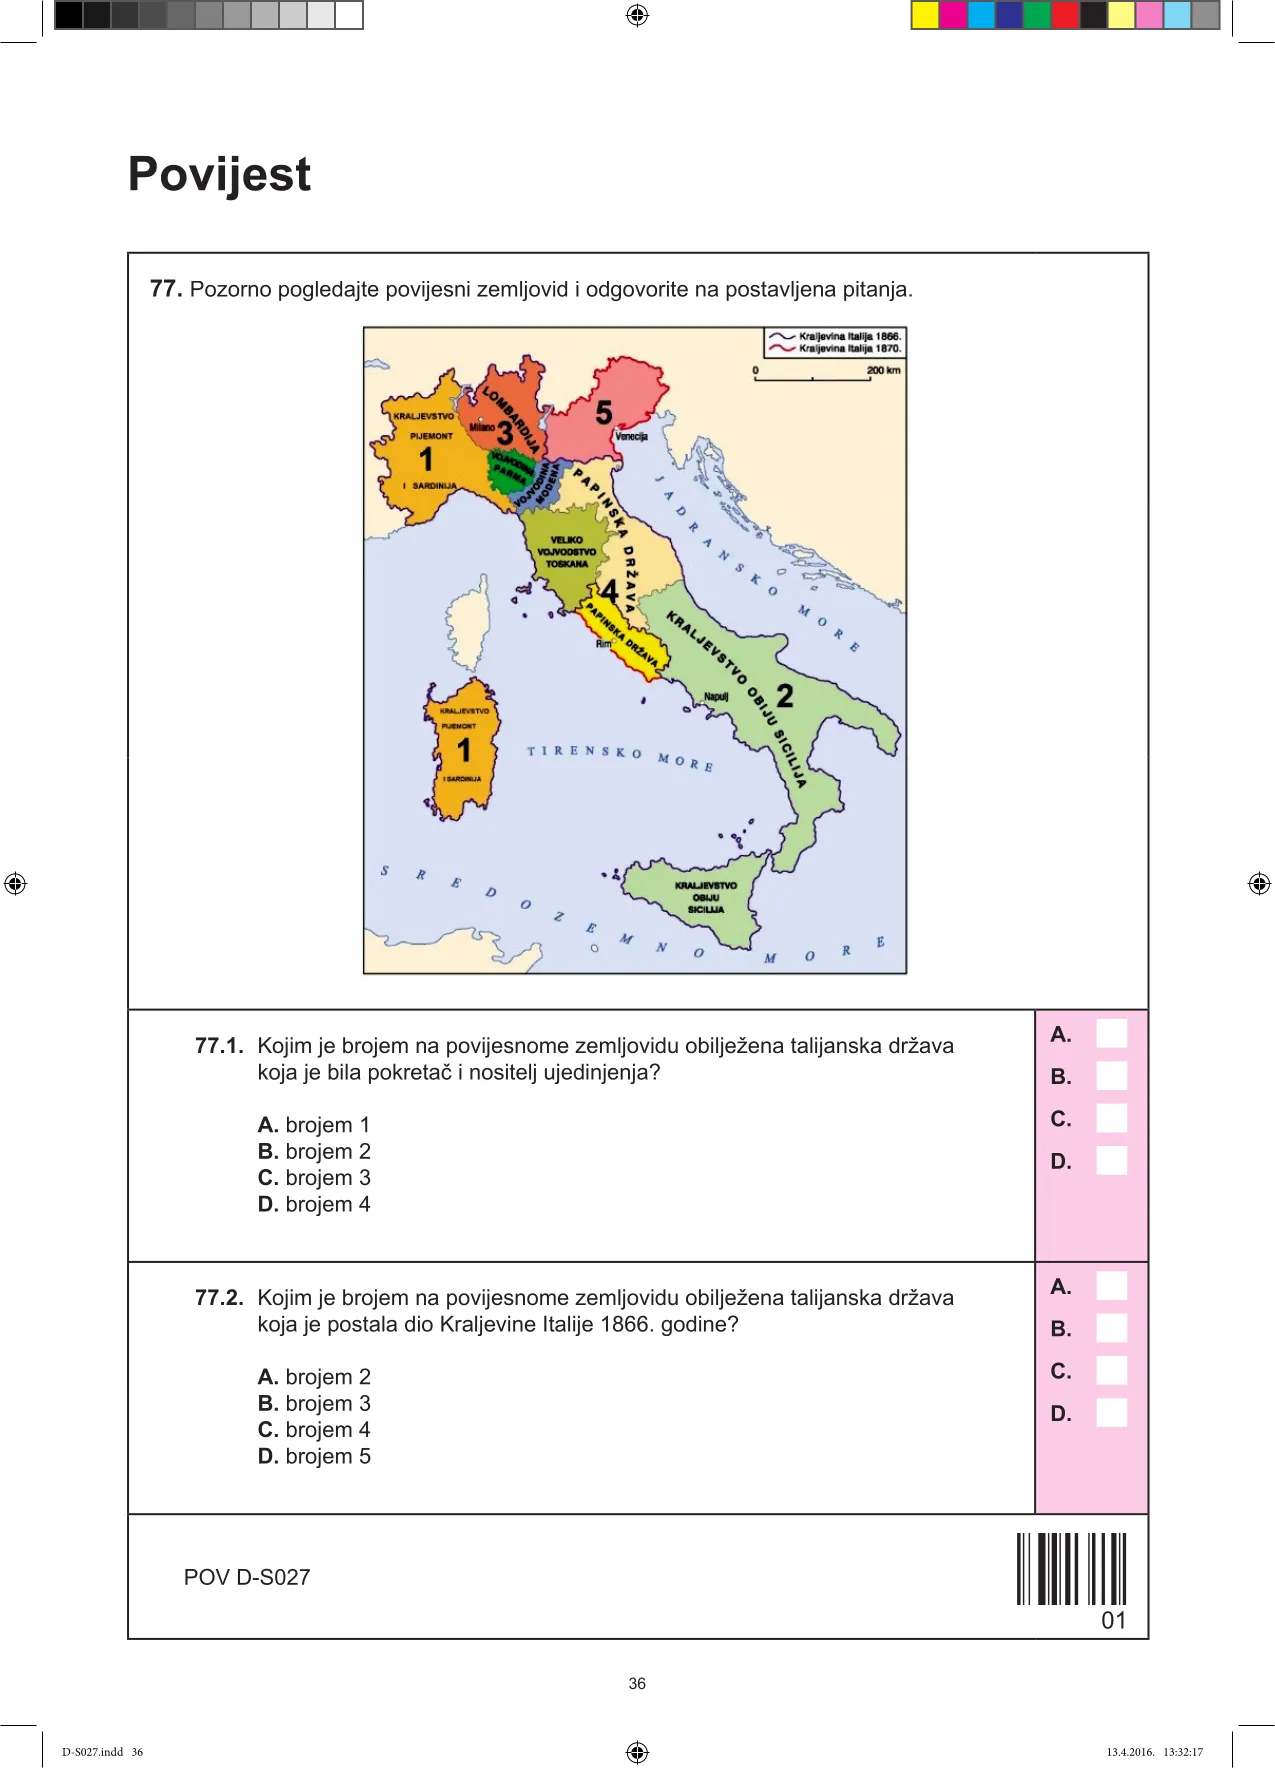 Povijest
77. Pozorno pogledajte povijesni zemljovid i odgovorite na postavljena pitanja.
Kraljevina Italija 1866.
Kraljevina Italija 1870.
0 200 km
KRALJEVSTVO
PIJEMONT
1
I SARDINIJA
LOMBARDIJA
Milano
3
5
Venecija
VOJVODINA
PARMA
VOJVODINA
MODENA
PAPINSKA DRŽAVA
4
VELIKO
VOJVODSTVO
TOSKANA
PAPINSKA DRŽAVA
Rim
JADRANSKO MORE
KRALJEVSTVO OBIJU SICILIJA
2
Napulj
KRALJEVSTVO
PIJEMONT
1
I SARDINIJA
TIRENSKO MORE
KRALJEVSTVO
OBIJU
SICILIJA
SREDOZEMNO MORE
77.1. Kojim je brojem na povijesnome zemljovidu obilježena talijanska država
koja je bila pokretač i nositelj ujedinjenja?
A. brojem 1
B. brojem 2
C. brojem 3
D. brojem 4
A.
B.
C.
D.
77.2. Kojim je brojem na povijesnome zemljovidu obilježena talijanska država
koja je postala dio Kraljevine Italije 1866. godine?
A. brojem 2
B. brojem 3
C. brojem 4
D. brojem 5
A.
B.
C.
D.
POV D-S027
01
36
D-S027.indd 36
13.4.2016. 13:32:17